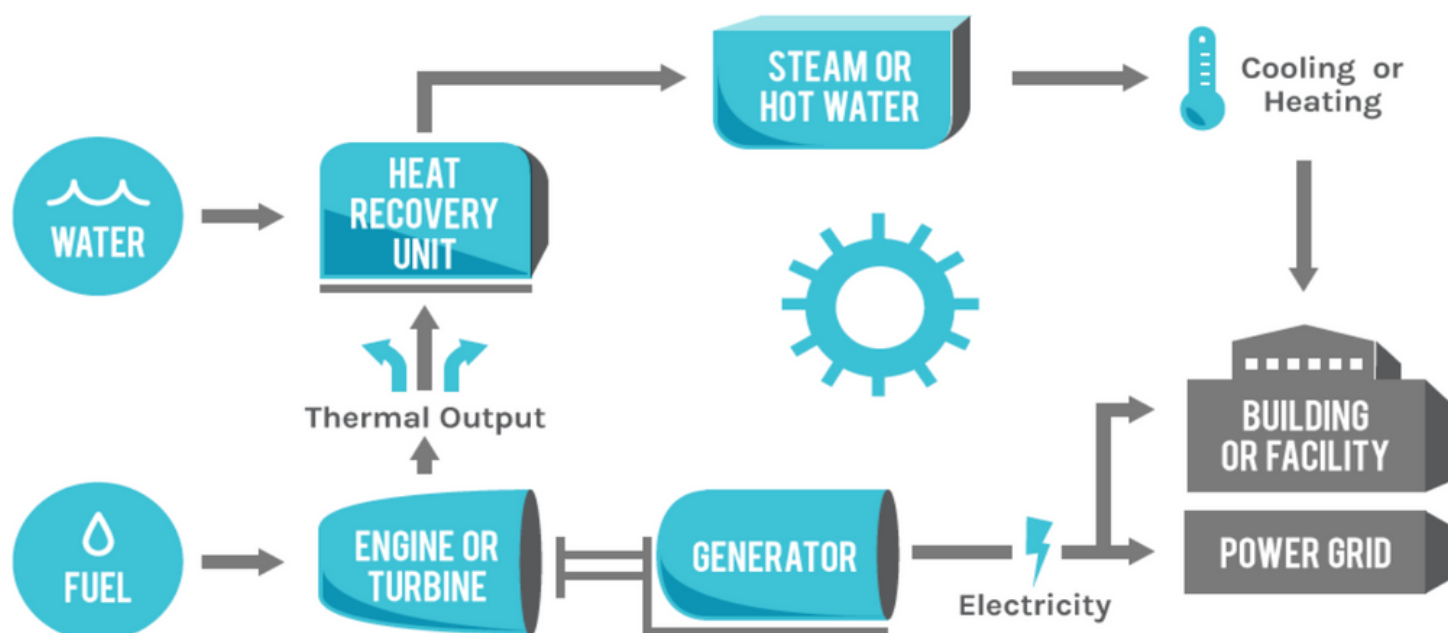 STEAM OR
HOT WATER
Cooling or
Heating
HEAT
RECOVERY
UNIT
WATER
Thermal Output
BUILDING
OR FACILITY
FUEL
ENGINE OR
TURBINE
GENERATOR
POWER GRID
Electricity